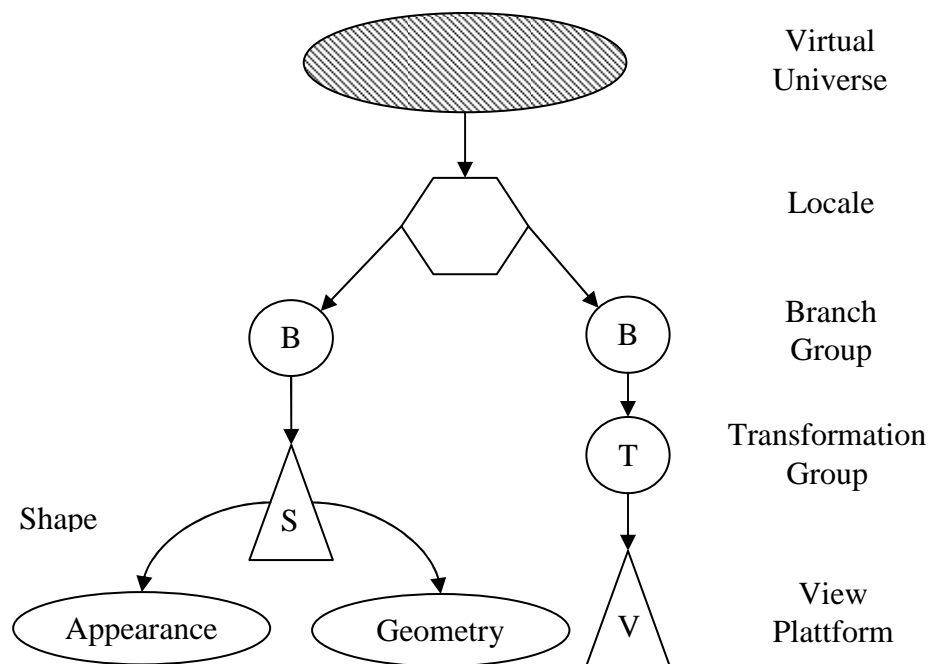 Virtual
Universe
Locale
B
B
Branch
Group
T
Transformation
Group
Shape
S
Appearance
Geometry
V
View
Plattform